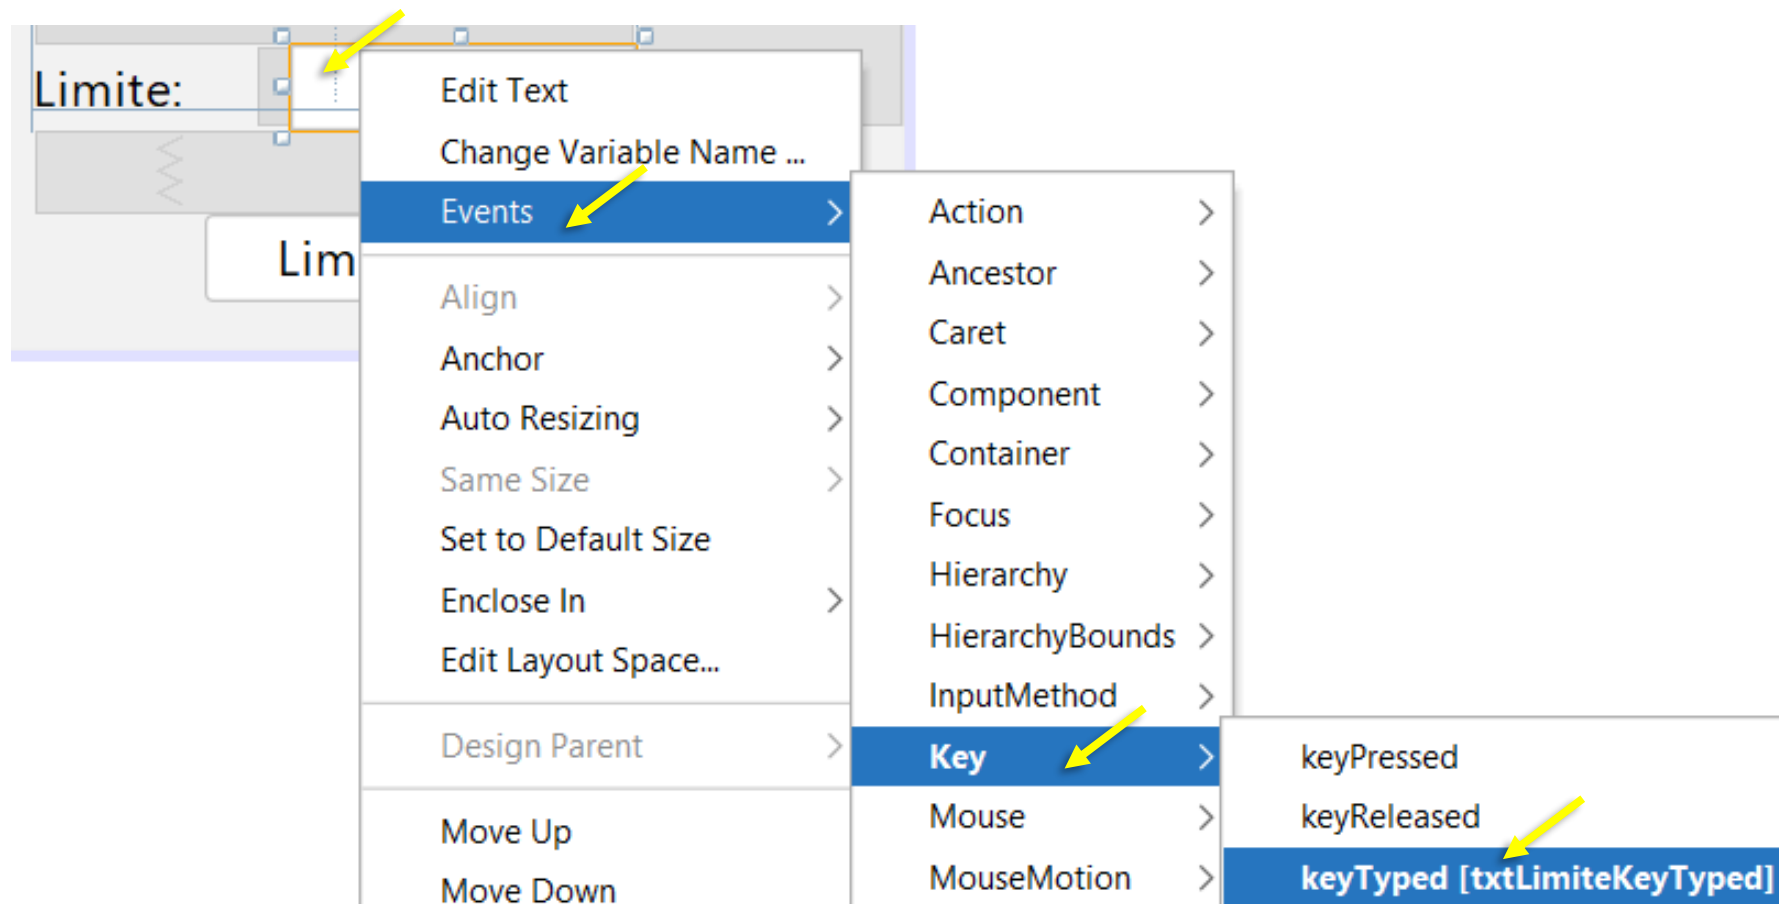 Limite:
Lim
Edit Text
Change Variable Name ...
Events
Align
Anchor
Auto Resizing
Same Size
Set to Default Size
Enclose In
Edit Layout Space...
Design Parent
Move Up
Move Down
Action
Ancestor
Caret
Component
Container
Focus
Hierarchy
HierarchyBounds
InputMethod
Key
Mouse
MouseMotion
keyPressed
keyReleased
keyTyped [txtLimiteKeyTyped]